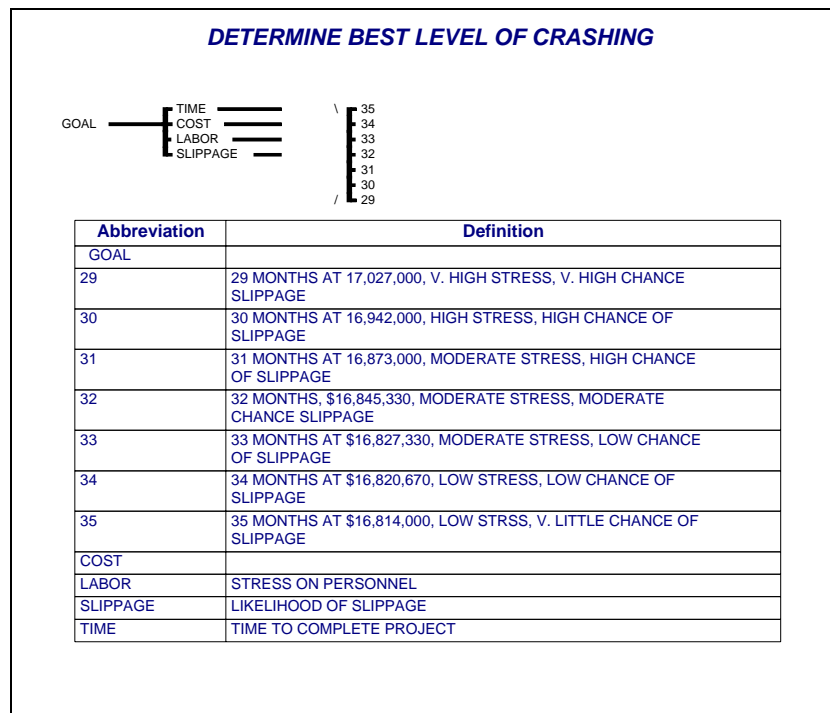 DETERMINE BEST LEVEL OF CRASHING
TIME \ 35
GOAL COST 34
LABOR 33
SLIPPAGE 32
31
30
/ 29
Abbreviation Definition
GOAL
29 29 MONTHS AT 17,027,000, V. HIGH STRESS, V. HIGH CHANCE
SLIPPAGE
30 30 MONTHS AT 16,942,000, HIGH STRESS, HIGH CHANCE OF
SLIPPAGE
31 31 MONTHS AT 16,873,000, MODERATE STRESS, HIGH CHANCE
OF SLIPPAGE
32 32 MONTHS, $16,845,330, MODERATE STRESS, MODERATE
CHANCE SLIPPAGE
33 33 MONTHS AT $16,827,330, MODERATE STRESS, LOW CHANCE
OF SLIPPAGE
34 34 MONTHS AT $16,820,670, LOW STRESS, LOW CHANCE OF
SLIPPAGE
35 35 MONTHS AT $16,814,000, LOW STRSS, V. LITTLE CHANCE OF
SLIPPAGE
COST
LABOR STRESS ON PERSONNEL
SLIPPAGE LIKELIHOOD OF SLIPPAGE
TIME TIME TO COMPLETE PROJECT